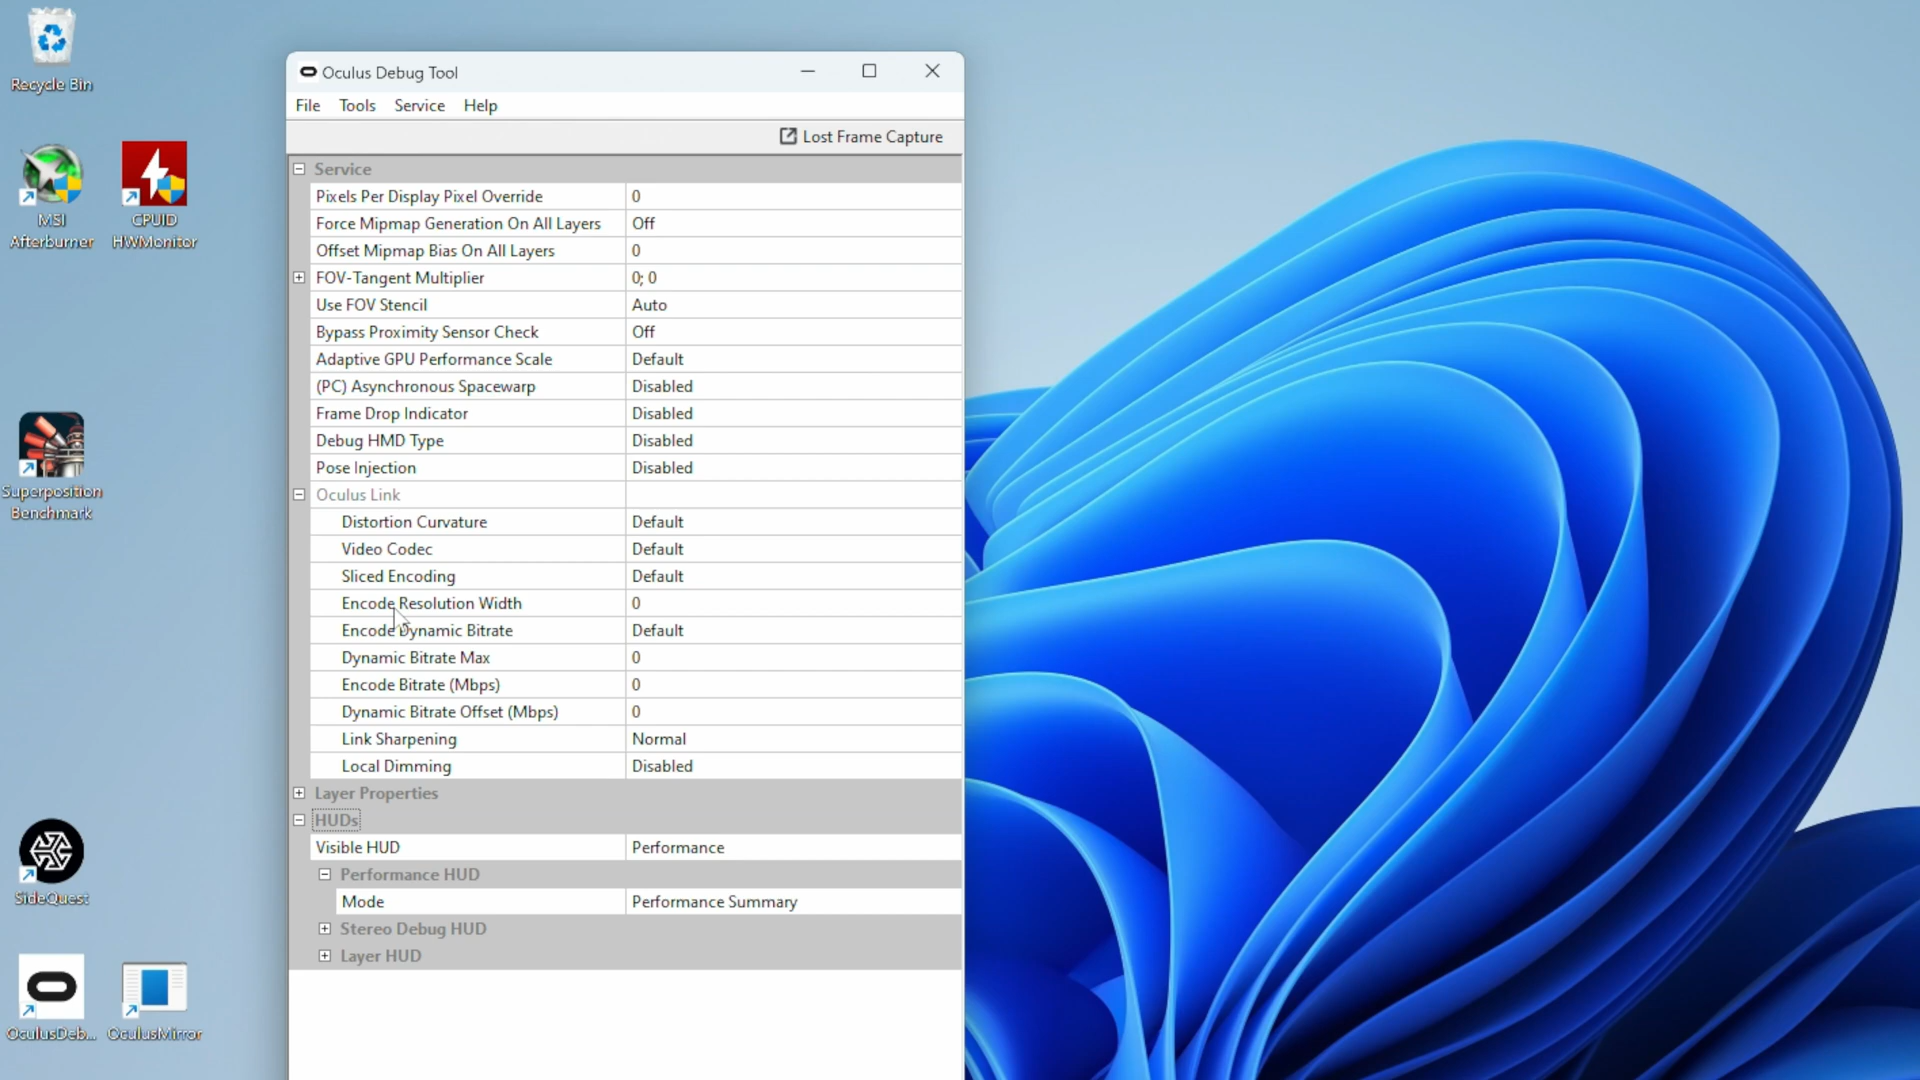 Recycle Bin
MSI
Afterburner
CPUID
HWMonitor
Superposition
Benchmark
SideQuest
OculusDeb...
OculusMirror
Oculus Debug Tool
File Tools Service Help
Lost Frame Capture
Service
Pixels Per Display Pixel Override 0
Force Mipmap Generation On All Layers Off
Offset Mipmap Bias On All Layers 0
FOV-Tangent Multiplier 0; 0
Use FOV Stencil Auto
Bypass Proximity Sensor Check Off
Adaptive GPU Performance Scale Default
(PC) Asynchronous Spacewarp Disabled
Frame Drop Indicator Disabled
Debug HMD Type Disabled
Pose Injection Disabled
Oculus Link
Distortion Curvature Default
Video Codec Default
Sliced Encoding Default
Encode Resolution Width 0
Encode Dynamic Bitrate Default
Dynamic Bitrate Max 0
Encode Bitrate (Mbps) 0
Dynamic Bitrate Offset (Mbps) 0
Link Sharpening Normal
Local Dimming Disabled
Layer Properties
HUDs
Visible HUD Performance
Performance HUD
Mode Performance Summary
Stereo Debug HUD
Layer HUD